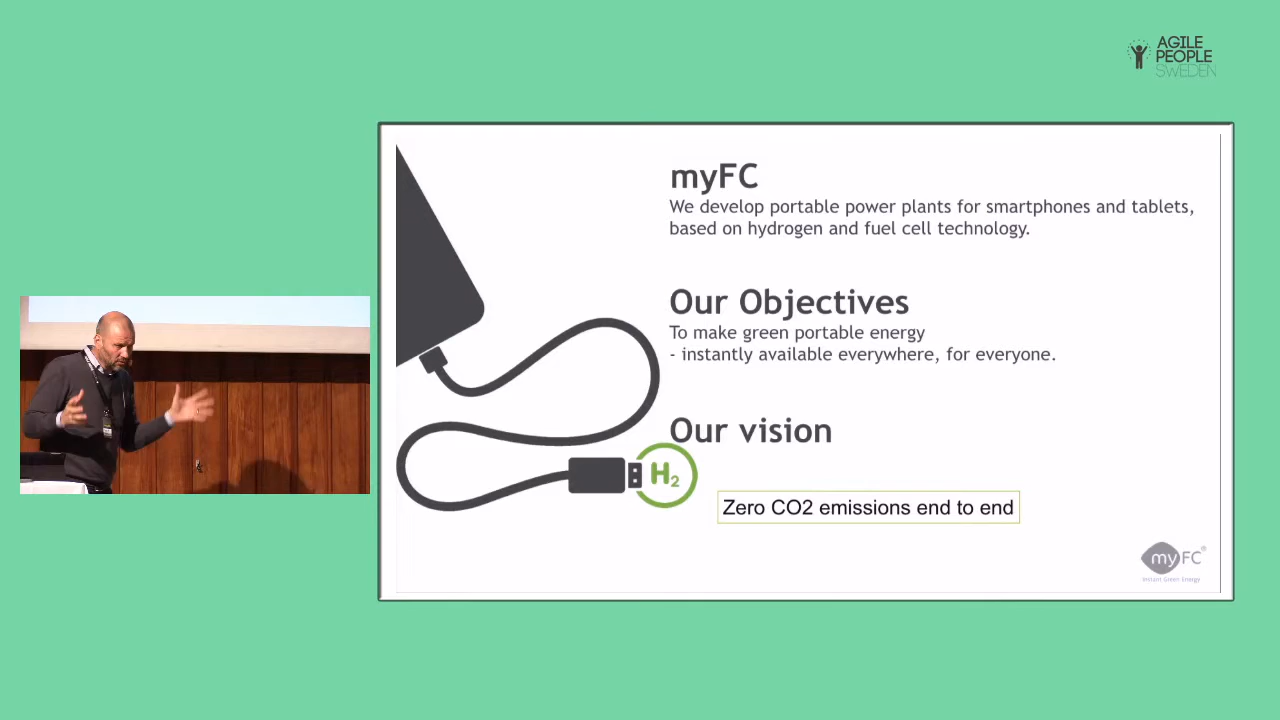 AGILE
PEOPLE
SWEDEN
myFC
We develop portable power plants for smartphones and tablets,
based on hydrogen and fuel cell technology.
Our Objectives
To make green portable energy
- instantly available everywhere, for everyone.
Our vision
H2
Zero CO2 emissions end to end
myFC®
Instant Green Energy